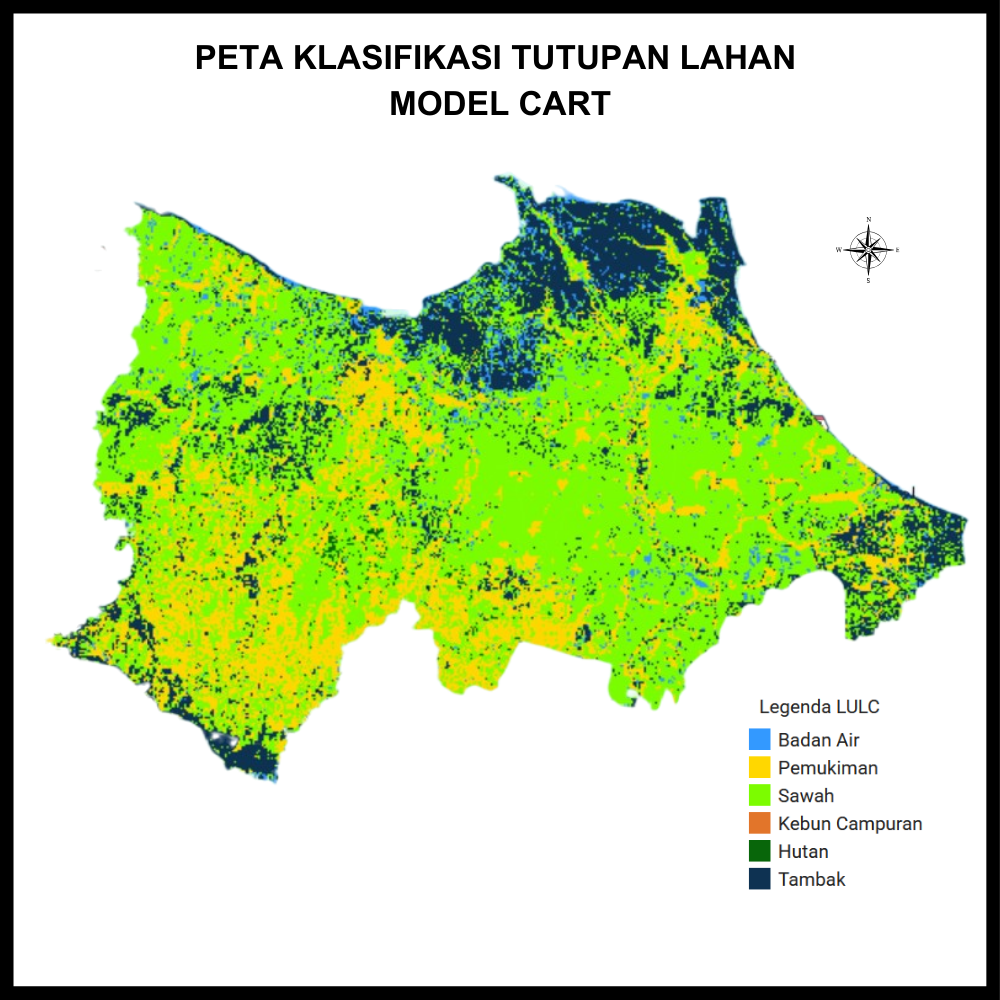 PETA KLASIFIKASI TUTUPAN LAHAN
MODEL CART
N
W E
S
Legenda LULC
Badan Air
Pemukiman
Sawah
Kebun Campuran
Hutan
Tambak